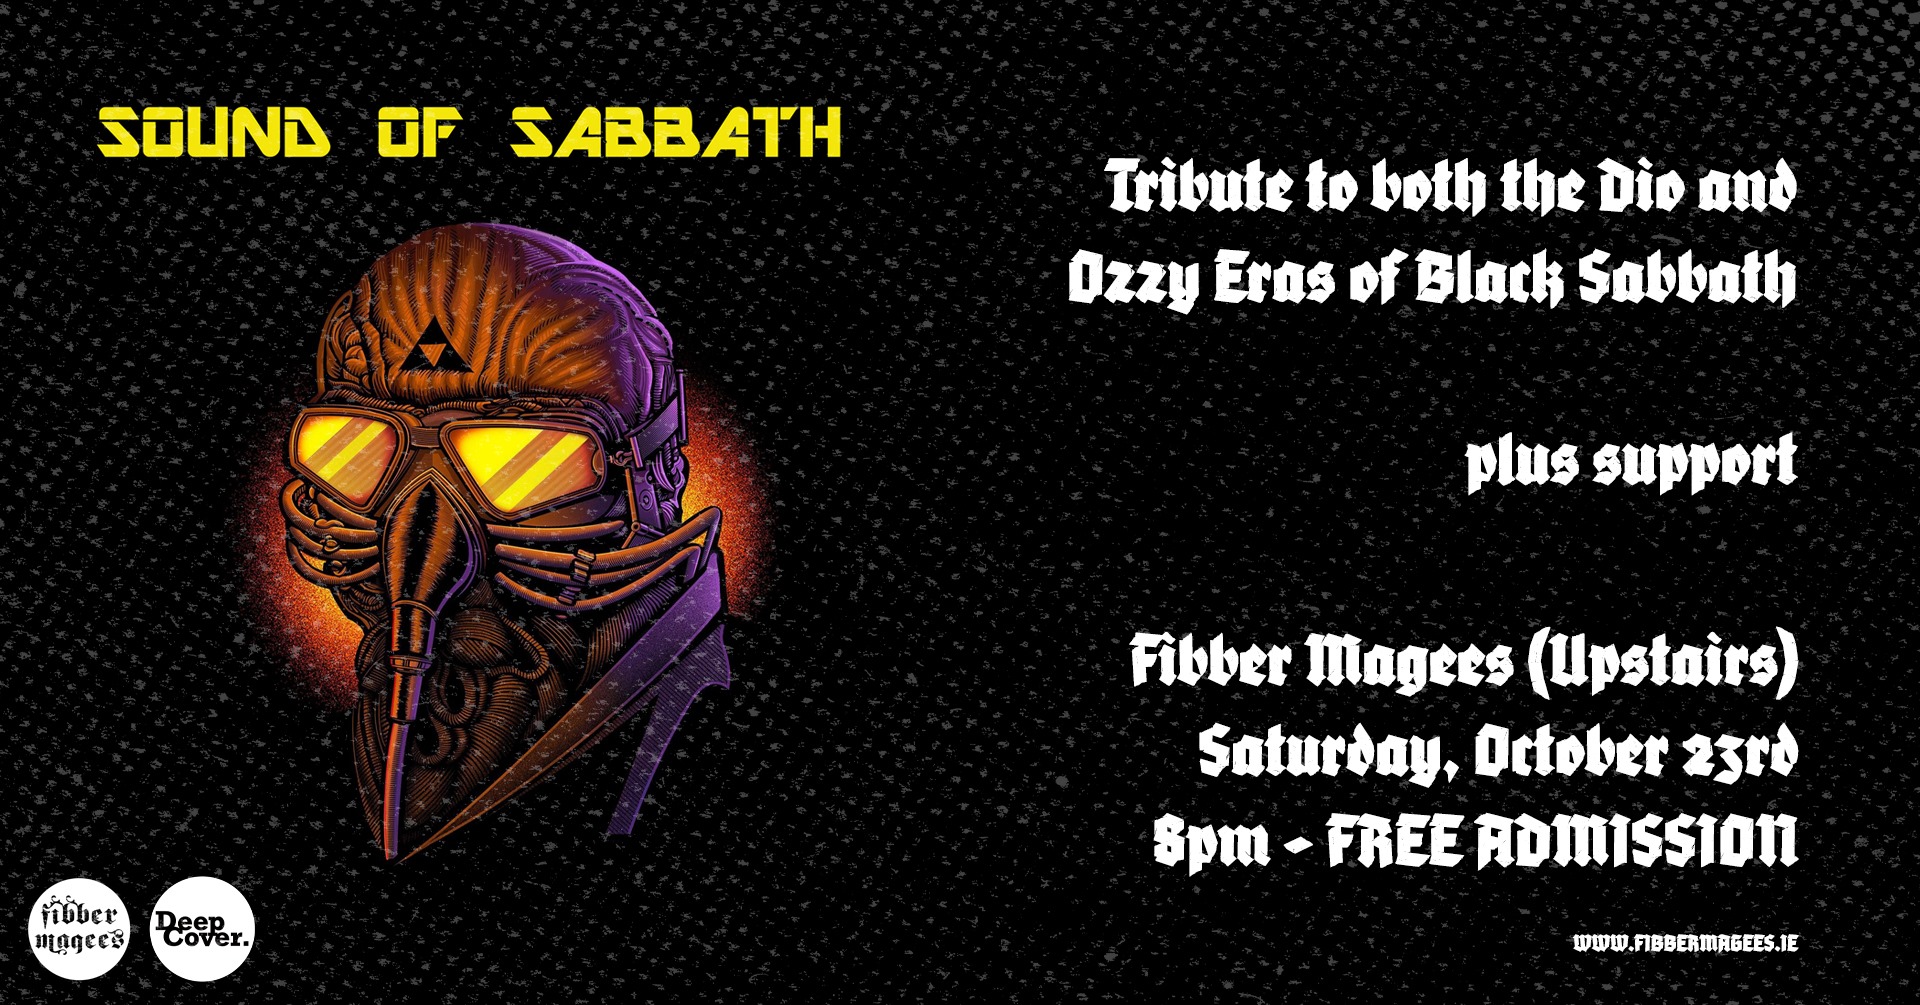 SOUND OF SABBATH
Tribute to both the Dio and
Ozzy Eras of Black Sabbath
plus support
Fibber Magees (Upstairs)
Saturday, October 23rd
8pm - FREE ADMISSION
fibber
magees
Deep
Cover.
WWW.FIBBERMAGEES.IE